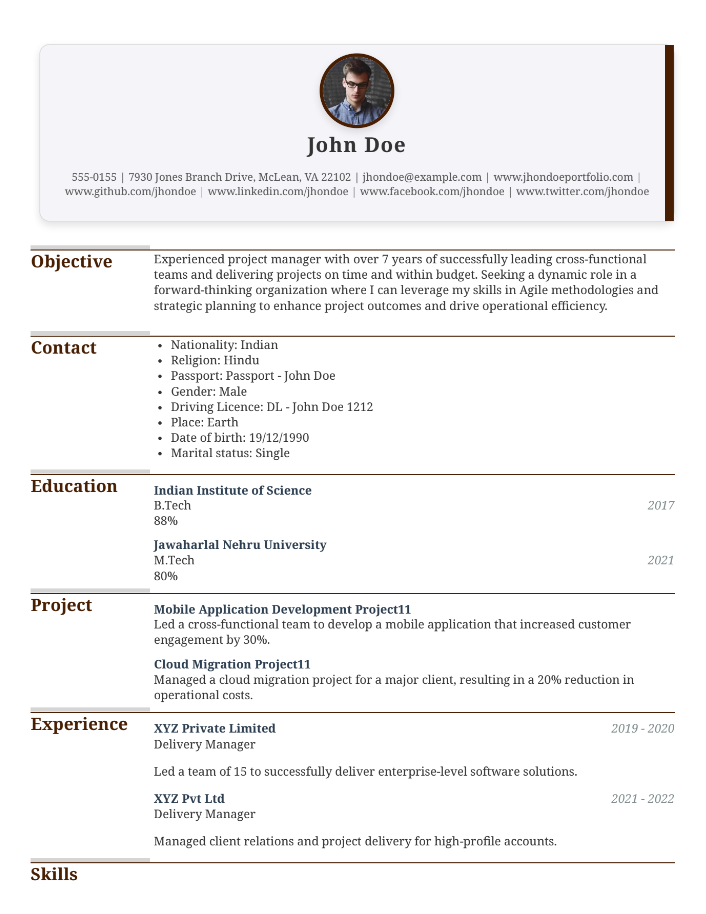 John Doe
555-0155 | 7930 Jones Branch Drive, McLean, VA 22102 | jhondoe@example.com | www.jhondoeportfolio.com |
www.github.com/jhondoe | www.linkedin.com/jhondoe | www.facebook.com/jhondoe | www.twitter.com/jhondoe
Objective
Experienced project manager with over 7 years of successfully leading cross-functional
teams and delivering projects on time and within budget. Seeking a dynamic role in a
forward-thinking organization where I can leverage my skills in Agile methodologies and
strategic planning to enhance project outcomes and drive operational efficiency.
Contact
• Nationality: Indian
• Religion: Hindu
• Passport: Passport - John Doe
• Gender: Male
• Driving Licence: DL - John Doe 1212
• Place: Earth
• Date of birth: 19/12/1990
• Marital status: Single
Education
Indian Institute of Science
B.Tech 2017
88%
Jawaharlal Nehru University
M.Tech 2021
80%
Project
Mobile Application Development Project11
Led a cross-functional team to develop a mobile application that increased customer
engagement by 30%.
Cloud Migration Project11
Managed a cloud migration project for a major client, resulting in a 20% reduction in
operational costs.
Experience
XYZ Private Limited 2019 - 2020
Delivery Manager
Led a team of 15 to successfully deliver enterprise-level software solutions.
XYZ Pvt Ltd 2021 - 2022
Delivery Manager
Managed client relations and project delivery for high-profile accounts.
Skills